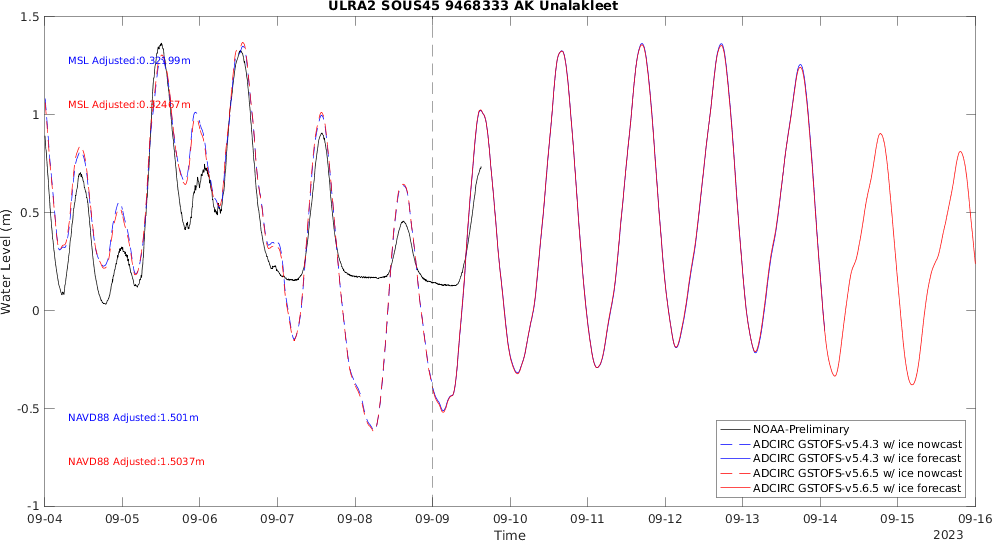 ULRA2 SOUS45 9468333 AK Unalakleet
1.5
1
0.5
0
-0.5
-1
Water Level (m)
MSL Adjusted:0.32199m
MSL Adjusted:0.32467m
NAVD88 Adjusted:1.501m
NAVD88 Adjusted:1.5037m
NOAA-Preliminary
ADCIRC GSTOFS-v5.4.3 w/ ice nowcast
ADCIRC GSTOFS-v5.4.3 w/ ice forecast
ADCIRC GSTOFS-v5.6.5 w/ ice nowcast
ADCIRC GSTOFS-v5.6.5 w/ ice forecast
09-04 09-05 09-06 09-07 09-08 09-09 09-10 09-11 09-12 09-13 09-14 09-15 09-16
Time
2023